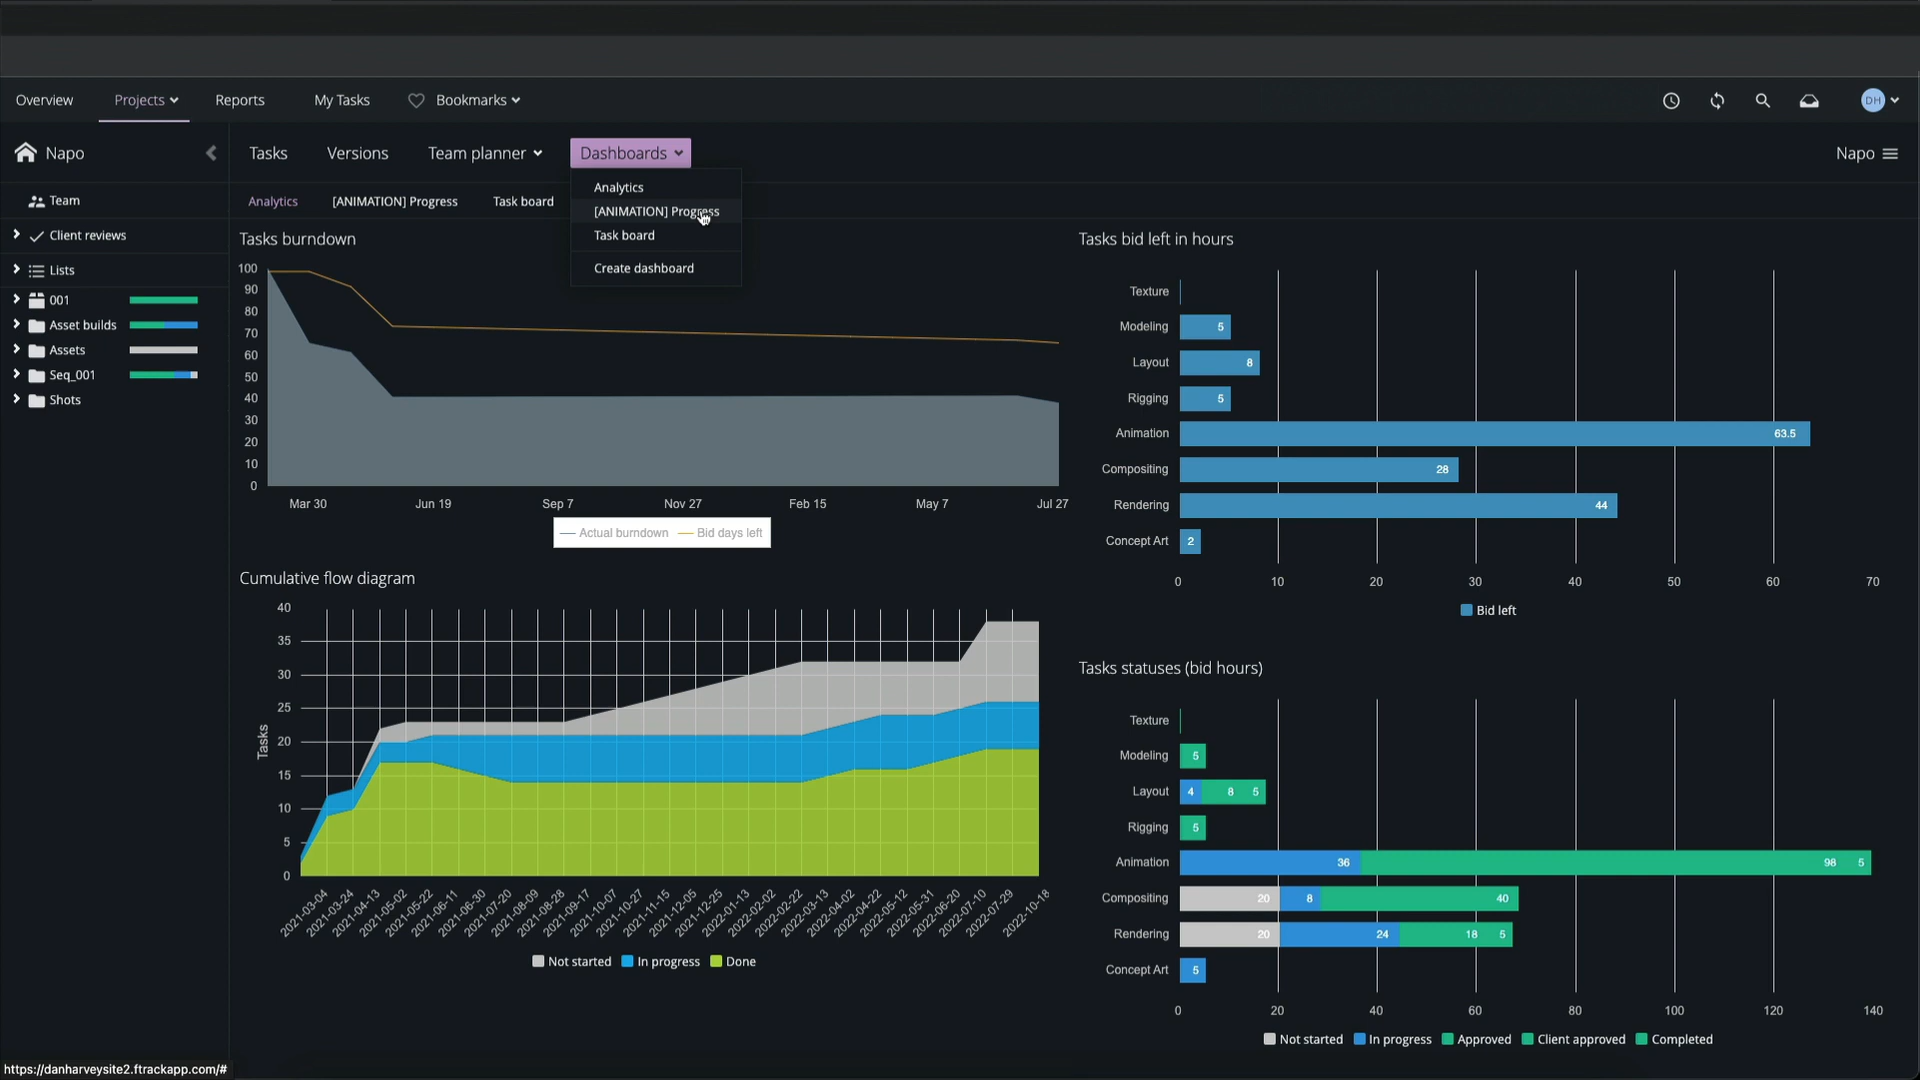 Overview Projects Reports My Tasks Bookmarks DH
Napo Tasks Versions Team planner Dashboards Napo
Team
Client reviews
Lists
001
Asset builds
Assets
Seq_001
Shots
Analytics [ANIMATION] Progress Task board
Analytics
[ANIMATION] Progress
Task board
Create dashboard
Tasks burndown
100
90
80
70
60
50
40
30
20
10
0
Mar 30 Jun 19 Sep 7 Nov 27 Feb 15 May 7 Jul 27
Actual burndown Bid days left
Cumulative flow diagram
40
35
30
25
20
15
10
5
0
Tasks
2021-03-04 2021-03-24 2021-04-13 2021-05-02 2021-05-22 2021-06-11 2021-06-30 2021-07-20 2021-08-09 2021-08-28 2021-09-17 2021-10-07 2021-10-27 2021-11-15 2021-12-05 2021-12-25 2022-01-13 2022-02-02 2022-02-22 2022-03-13 2022-04-02 2022-04-22 2022-05-12 2022-05-31 2022-06-20 2022-07-10 2022-07-29 2022-10-18
Not started In progress Done
Tasks bid left in hours
Texture
Modeling 5
Layout 8
Rigging 5
Animation 63.5
Compositing 28
Rendering 44
Concept Art 2
0 10 20 30 40 50 60 70
Bid left
Tasks statuses (bid hours)
Texture
Modeling 5
Layout 4 8 5
Rigging 5
Animation 36 98 5
Compositing 20 8 40
Rendering 20 24 18 5
Concept Art 5
0 20 40 60 80 100 120 140
Not started In progress Approved Client approved Completed
https://danharveysite2.ftrackapp.com/#